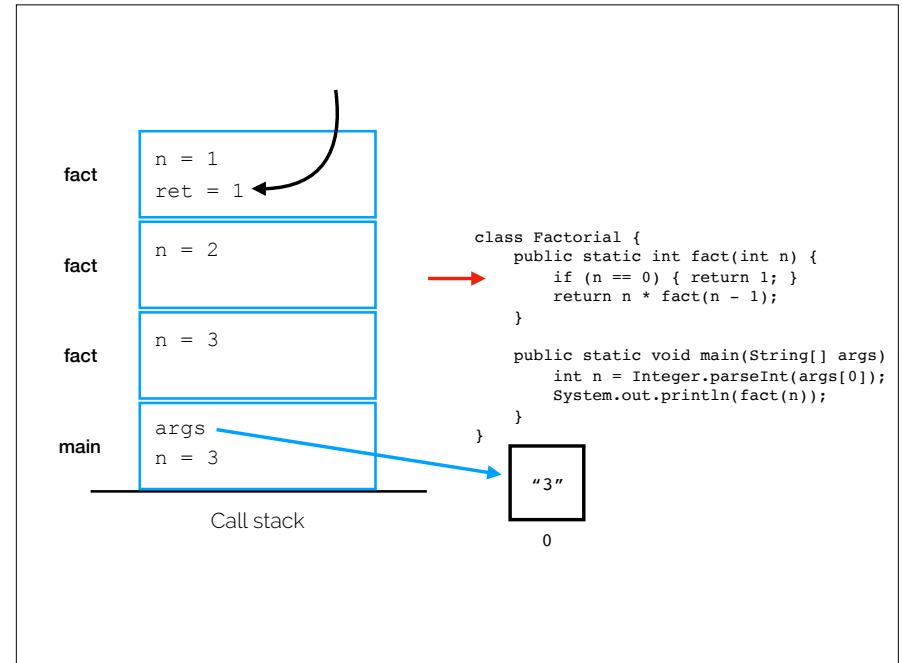 fact
n = 1
ret = 1
fact
n = 2
fact
n = 3
main
args
n = 3
Call stack
class Factorial {
    public static int fact(int n) {
        if (n == 0) { return 1; }
        return n * fact(n - 1);
    }
    public static void main(String[] args)
        int n = Integer.parseInt(args[0]);
        System.out.println(fact(n));
    }
}
“3”
0